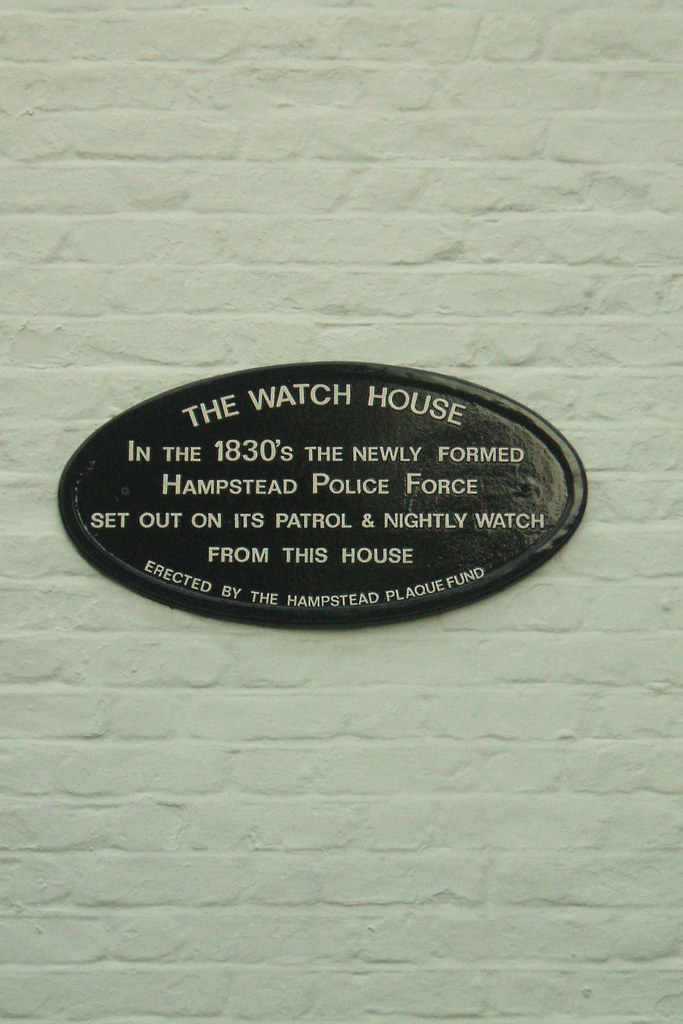 THE WATCH HOUSE
IN THE 1830's THE NEWLY FORMED
HAMPSTEAD POLICE FORCE
SET OUT ON ITS PATROL & NIGHTLY WATCH
FROM THIS HOUSE
ERECTED BY THE HAMPSTEAD PLAQUE FUND